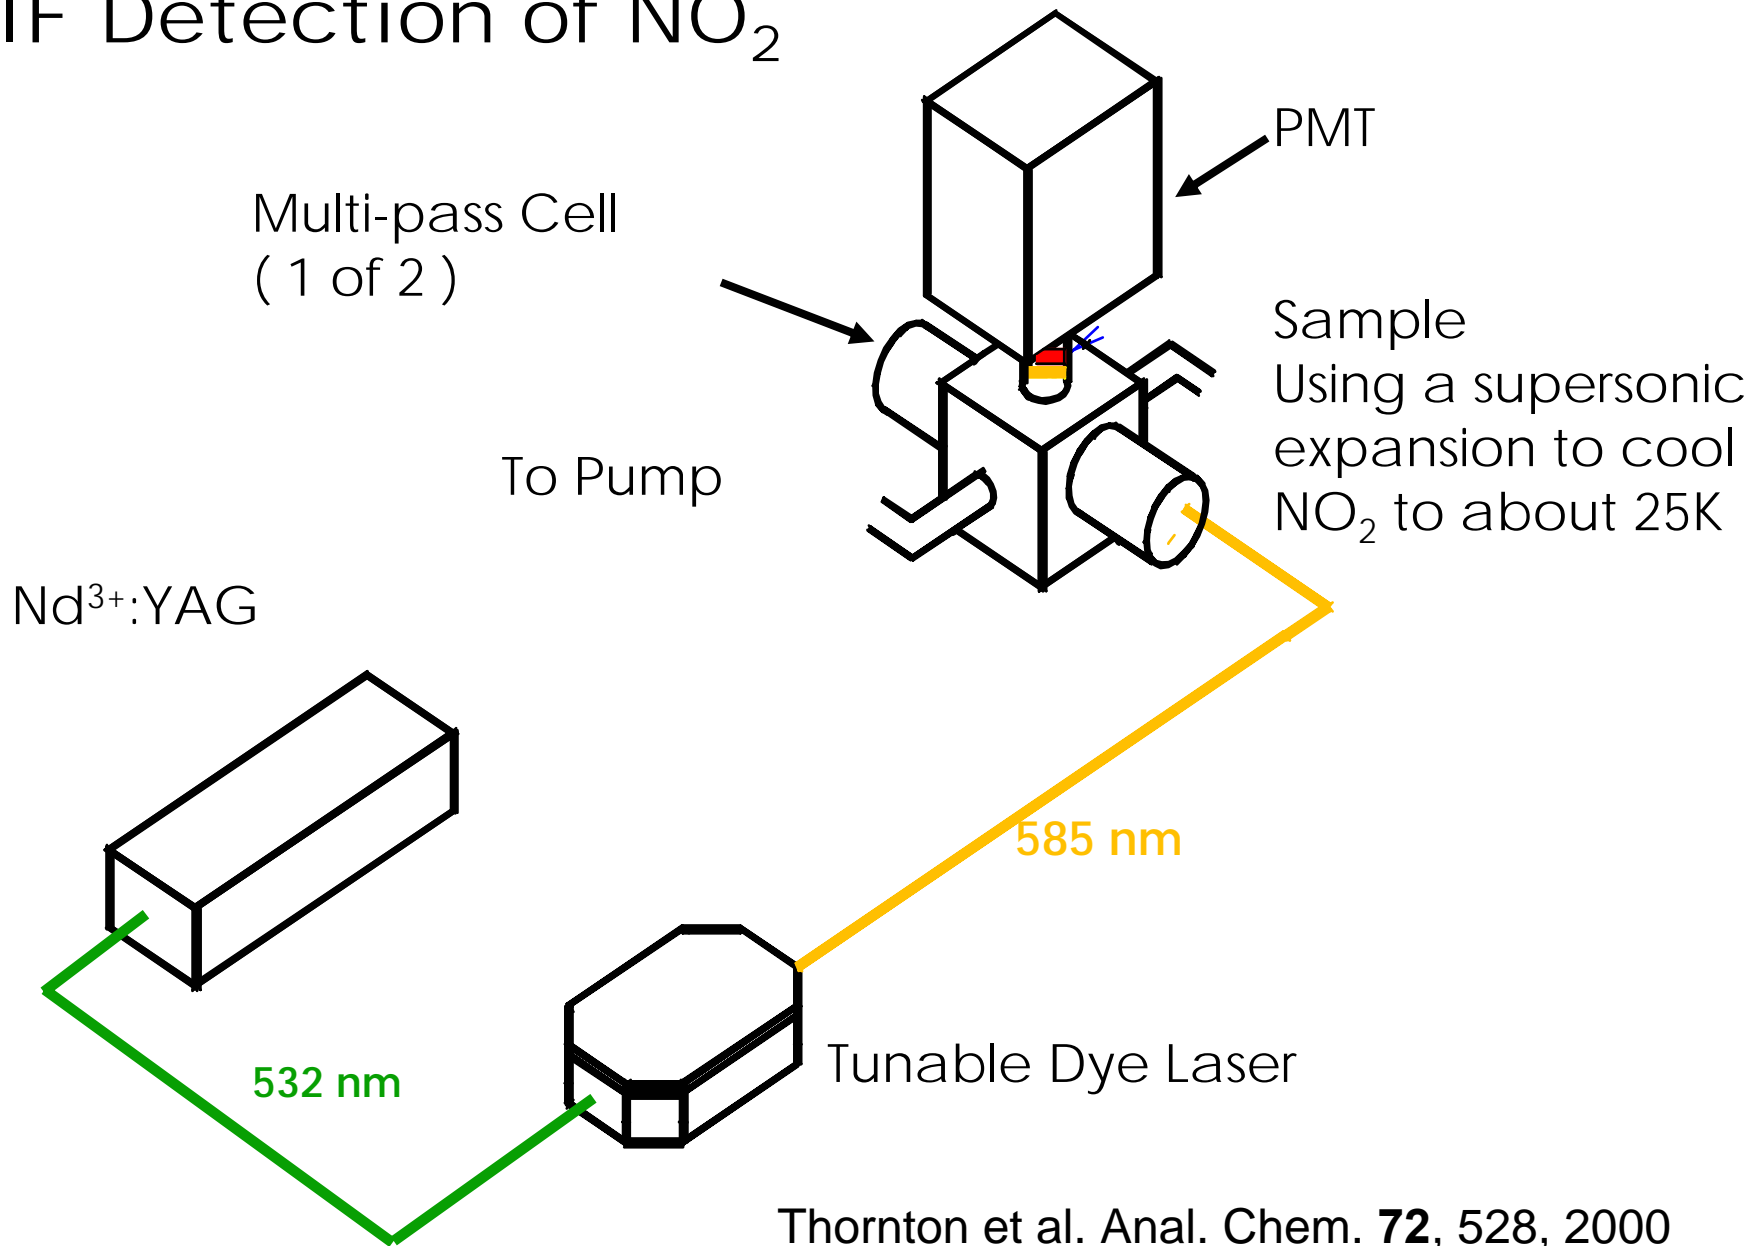 IF Detection of NO₂
PMT
Multi-pass Cell
( 1 of 2 )
Sample
Using a supersonic
expansion to cool
NO₂ to about 25K
To Pump
Nd³⁺:YAG
585 nm
532 nm
Tunable Dye Laser
Thornton et al. Anal. Chem. 72, 528, 2000